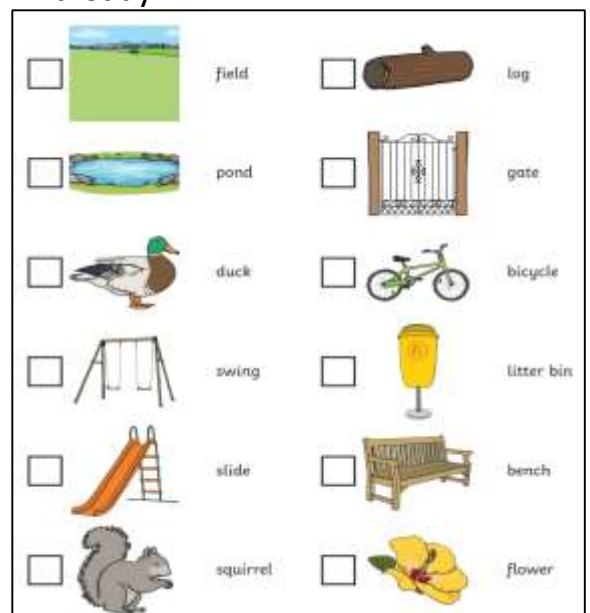 field
log
pond
gate
duck
bicycle
swing
litter bin
slide
bench
squirrel
flower